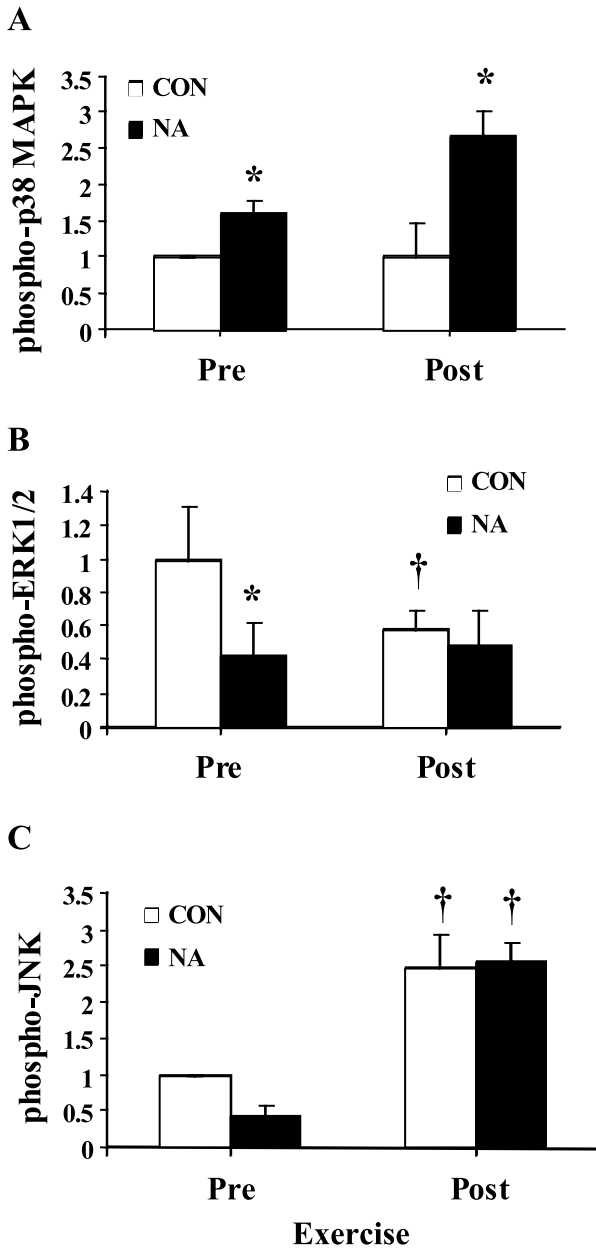 A
phospho-p38 MAPK
3.5
3
2.5
2
1.5
1
0.5
0
CON
NA
*
*
Pre Post
B
phospho-ERK1/2
1.4
1.2
1
0.8
0.6
0.4
0.2
0
CON
NA
*
†
Pre Post
C
phospho-JNK
3.5
3
2.5
2
1.5
1
0.5
0
CON
NA
† †
Pre Post
Exercise